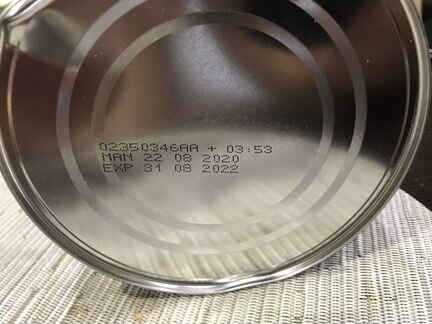 02350346AA + 03:53
MAN 22 08 2020
EXP 31 08 2022